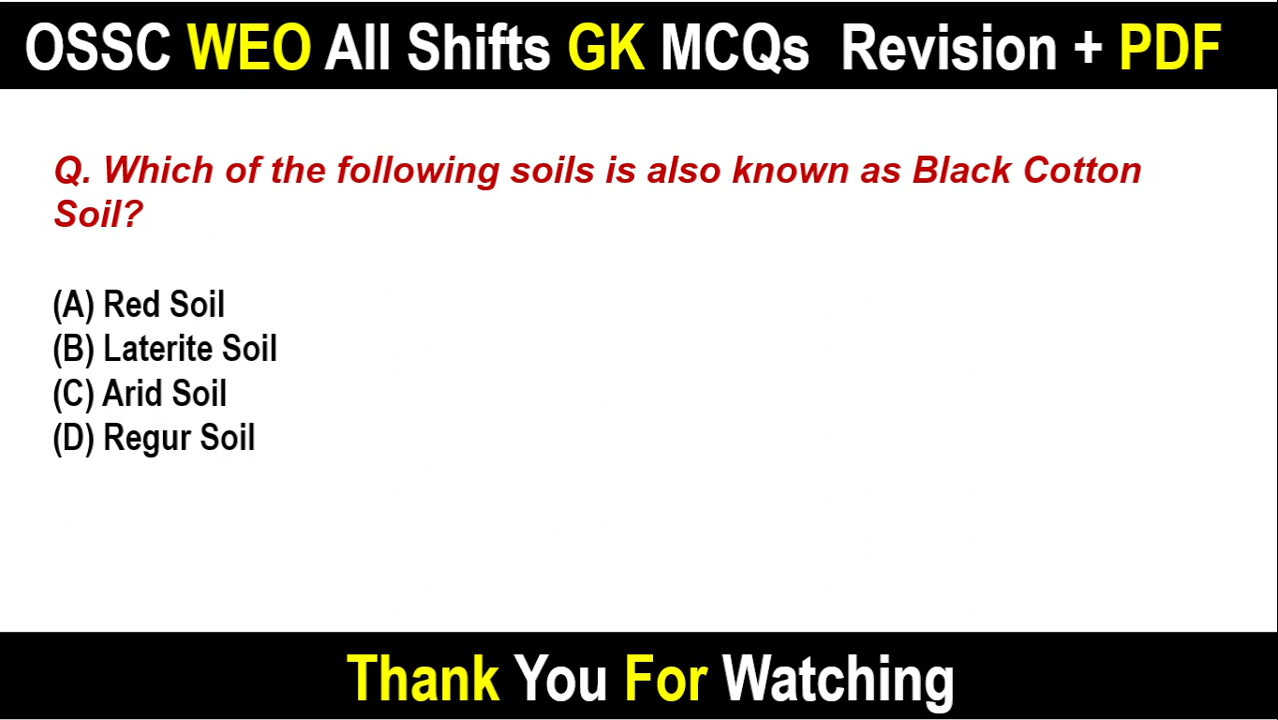 OSSC WEO All Shifts GK MCQs Revision + PDF
Q. Which of the following soils is also known as Black Cotton
Soil?
(A) Red Soil
(B) Laterite Soil
(C) Arid Soil
(D) Regur Soil
Thank You For Watching